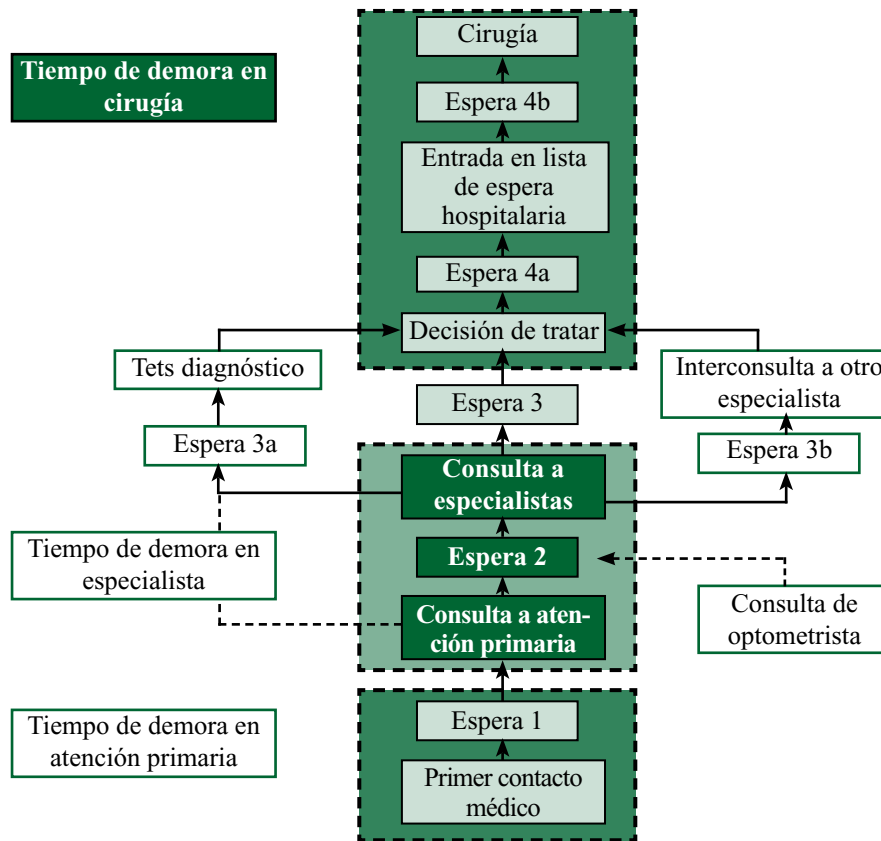 Cirugía
Tiempo de demora en
cirugía
Espera 4b
Entrada en lista
de espera
hospitalaria
Espera 4a
Decisión de tratar
Tets diagnóstico
Interconsulta a otro
especialista
Espera 3
Espera 3a
Espera 3b
Consulta a
especialistas
Tiempo de demora en
especialista
Espera 2
Consulta a aten-
ción primaria
Consulta de
optometrista
Espera 1
Tiempo de demora en
atención primaria
Primer contacto
médico